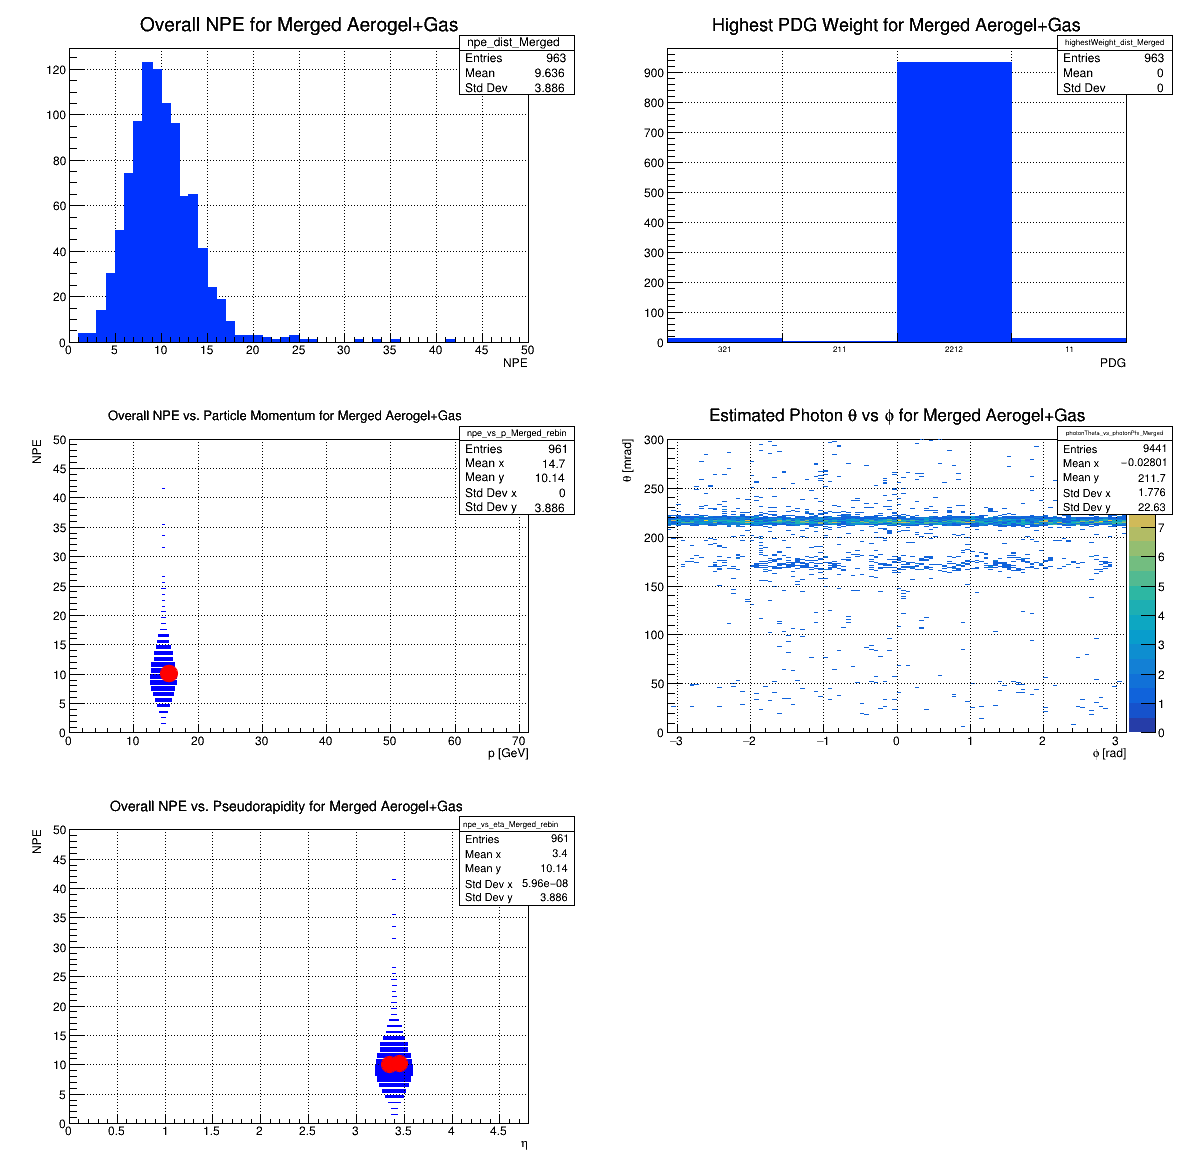 Overall NPE for Merged Aerogel+Gas
npe_dist_Merged
Entries 963
Mean 9.636
Std Dev 3.886
120
100
80
60
40
20
0
0 5 10 15 20 25 30 35 40 45 50
NPE
Highest PDG Weight for Merged Aerogel+Gas
highestWeight_dist_Merged
Entries 963
Mean 0
Std Dev 0
900
800
700
600
500
400
300
200
100
0
321 211 2212 11
PDG
Overall NPE vs. Particle Momentum for Merged Aerogel+Gas
npe_vs_p_Merged_rebin
Entries 961
Mean x 14.7
Mean y 10.14
Std Dev x 0
Std Dev y 3.886
NPE
50
45
40
35
30
25
20
15
10
5
0
0 10 20 30 40 50 60 70
p [GeV]
Estimated Photon θ vs ϕ for Merged Aerogel+Gas
photonTheta_vs_photonPhi_Merged
Entries 9441
Mean x −0.02801
Mean y 211.7
Std Dev x 1.776
Std Dev y 22.63
θ [mrad]
300
250
200
150
100
50
0
−3 −2 −1 0 1 2 3
ϕ [rad]
7
6
5
4
3
2
1
0
Overall NPE vs. Pseudorapidity for Merged Aerogel+Gas
npe_vs_eta_Merged_rebin
Entries 961
Mean x 3.4
Mean y 10.14
Std Dev x 5.96e−08
Std Dev y 3.886
NPE
50
45
40
35
30
25
20
15
10
5
0
0 0.5 1 1.5 2 2.5 3 3.5 4 4.5
η